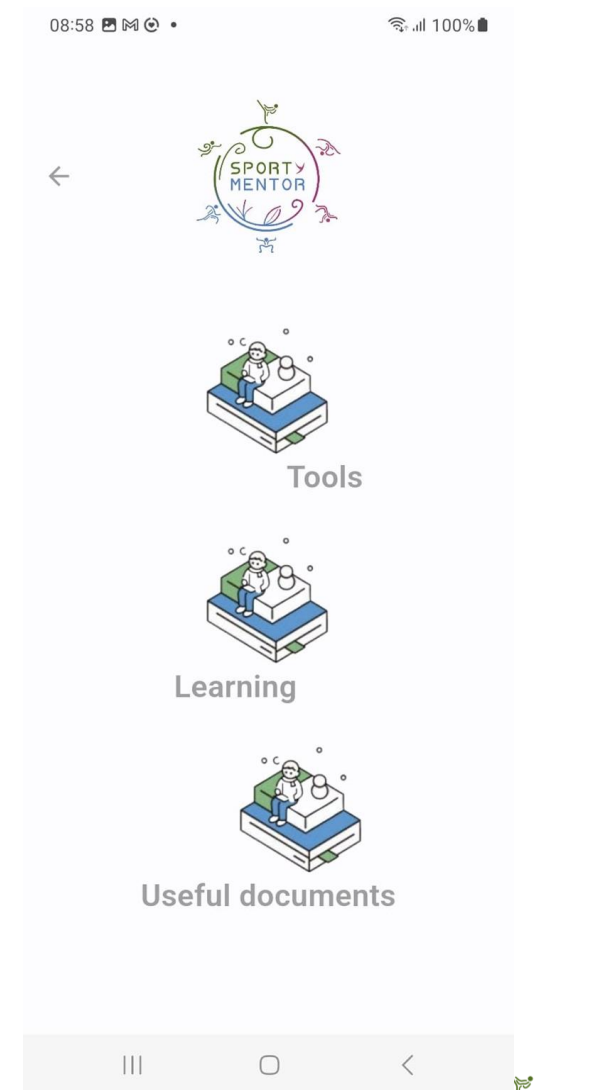 08:58
100%
SPORTY
MENTOR
Tools
Learning
Useful documents